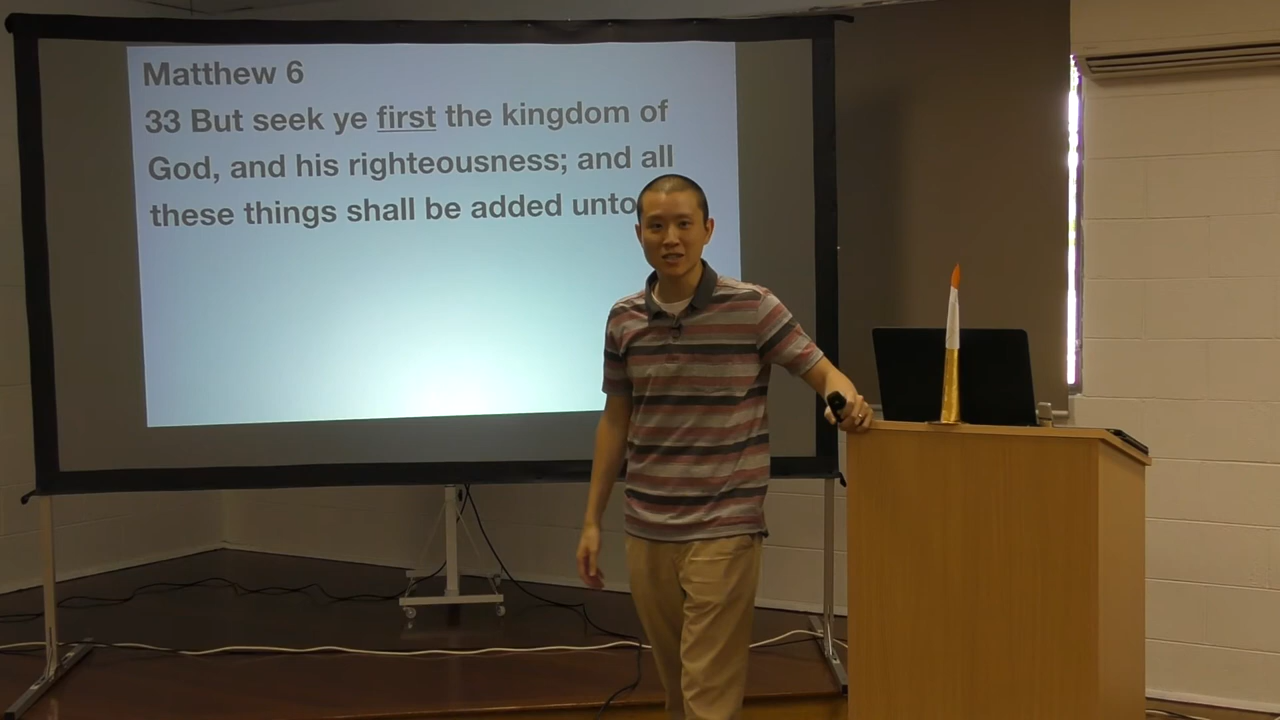 Matthew 6
33 But seek ye first the kingdom of
God, and his righteousness; and all
these things shall be added unto